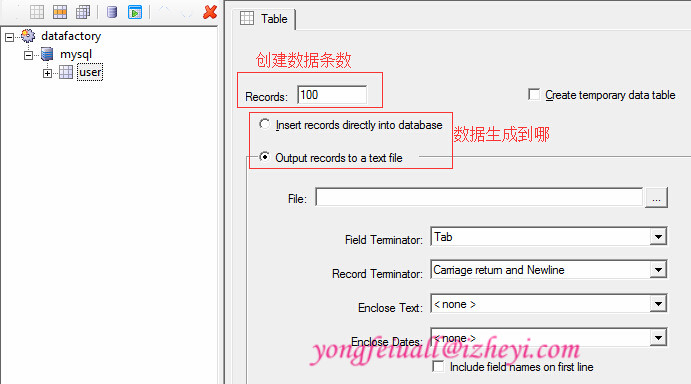 datafactory
mysql
user
Table
创建数据条数
Records: 100
Create temporary data table
Insert records directly into database
数据生成到哪
Output records to a text file
File:
...
Field Terminator: Tab
Record Terminator: Carriage return and Newline
Enclose Text: < none >
Enclose Dates: < none >
yongfeiuall@izheyi.com
Include field names on first line